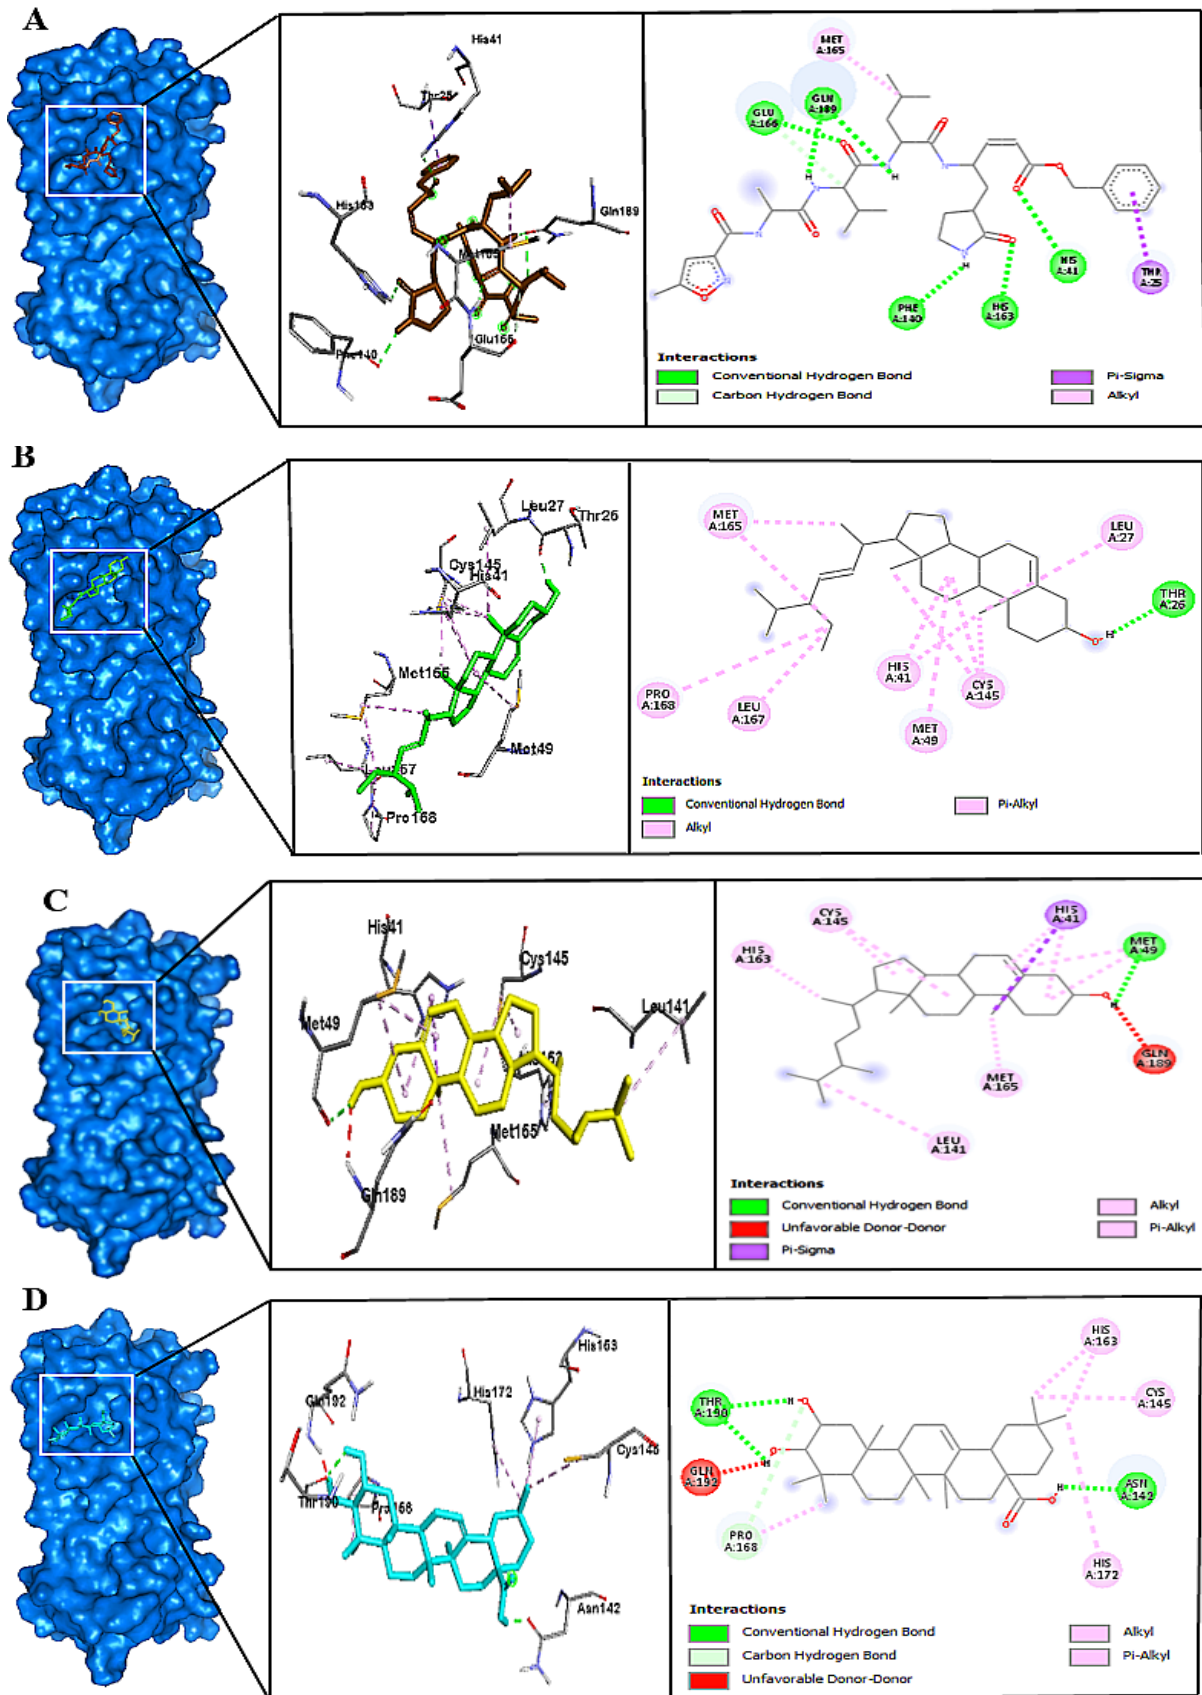 A
His41
Thr25
His163
Gln189
Met165
Glu166
Phe140
MET
A:165
GLN
A:189
GLU
A:166
HIS
A:41
THR
A:25
PHE
A:140
HIS
A:163
Interactions
Conventional Hydrogen Bond
Carbon Hydrogen Bond
Pi-Sigma
Alkyl
B
Leu27
Thr26
Cys145
His41
Met165
Met49
Leu167
Pro168
MET
A:165
LEU
A:27
THR
A:26
HIS
A:41
CYS
A:145
PRO
A:168
LEU
A:167
MET
A:49
Interactions
Conventional Hydrogen Bond
Alkyl
Pi-Alkyl
C
His41
Cys145
Leu141
Met49
Met165
Gln189
CYS
A:145
HIS
A:41
MET
A:49
HIS
A:163
GLN
A:189
MET
A:165
LEU
A:141
Interactions
Conventional Hydrogen Bond
Unfavorable Donor-Donor
Pi-Sigma
Alkyl
Pi-Alkyl
D
His163
Gln192
His172
Cys145
Thr190
Pro168
Asn142
HIS
A:163
THR
A:190
CYS
A:145
GLN
A:192
ASN
A:142
PRO
A:168
HIS
A:172
Interactions
Conventional Hydrogen Bond
Carbon Hydrogen Bond
Unfavorable Donor-Donor
Alkyl
Pi-Alkyl